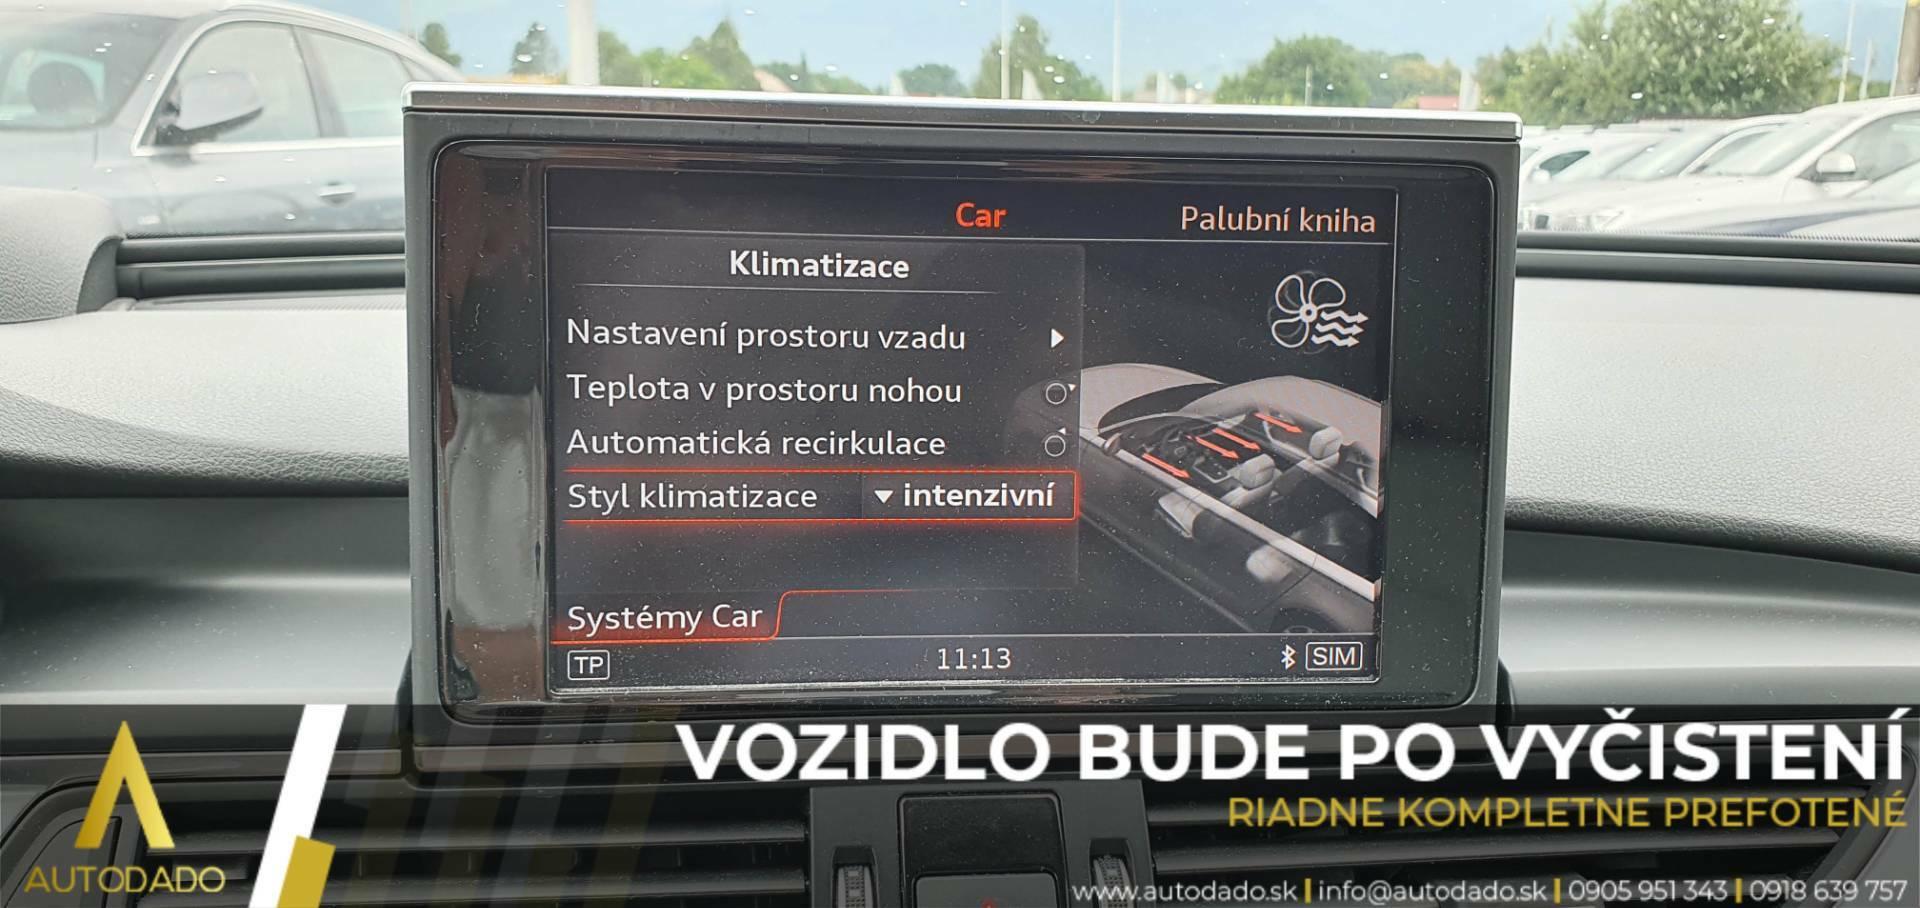 Car
Palubní kniha
Klimatizace
Nastavení prostoru vzadu
Teplota v prostoru nohou
Automatická recirkulace
Styl klimatizace intenzivní
Systémy Car
TP
11:13
SIM
VOZIDLO BUDE PO VYČISTENÍ
RIADNE KOMPLETNE PREFOTENÉ
AUTODADO
www.autodado.sk | info@autodado.sk | 0905 951 343 | 0918 639 757